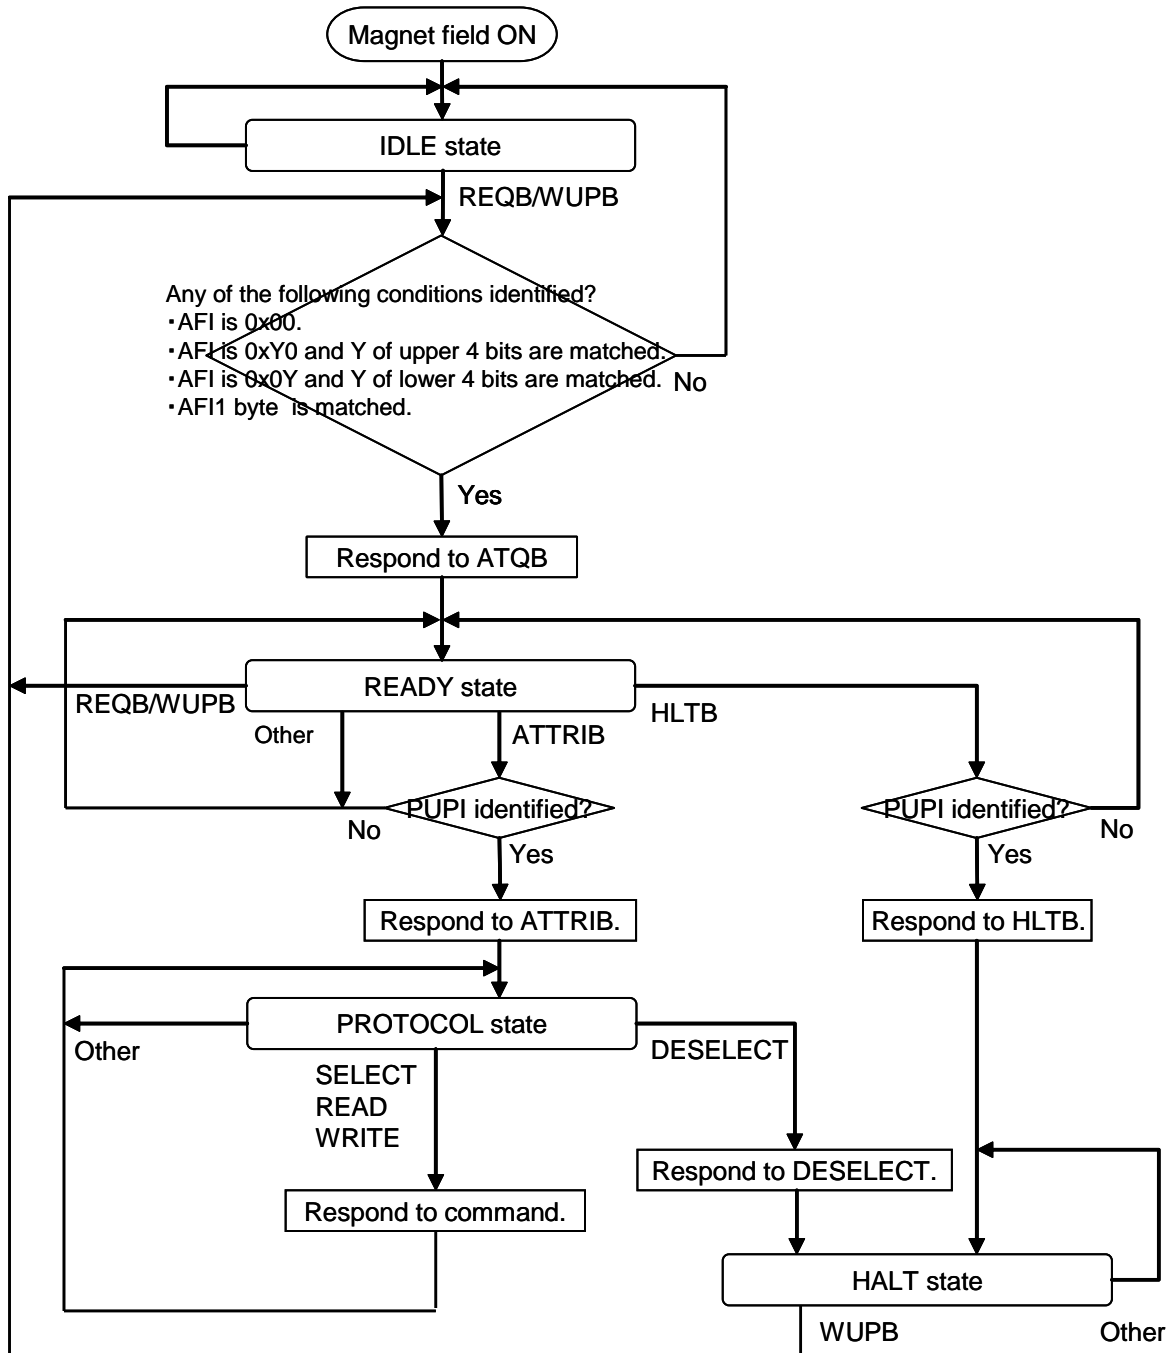 Magnet field ON
IDLE state
REQB/WUPB
Any of the following conditions identified?
・AFI is 0x00.
・AFI is 0xY0 and Y of upper 4 bits are matched.
・AFI is 0x0Y and Y of lower 4 bits are matched.
・AFI1 byte  is matched.
No
Yes
Respond to ATQB
READY state
REQB/WUPB
Other
ATTRIB
HLTB
PUPI identified?
No
Yes
PUPI identified?
No
Yes
Respond to ATTRIB.
Respond to HLTB.
PROTOCOL state
Other
DESELECT
SELECT
READ
WRITE
Respond to DESELECT.
Respond to command.
HALT state
WUPB
Other